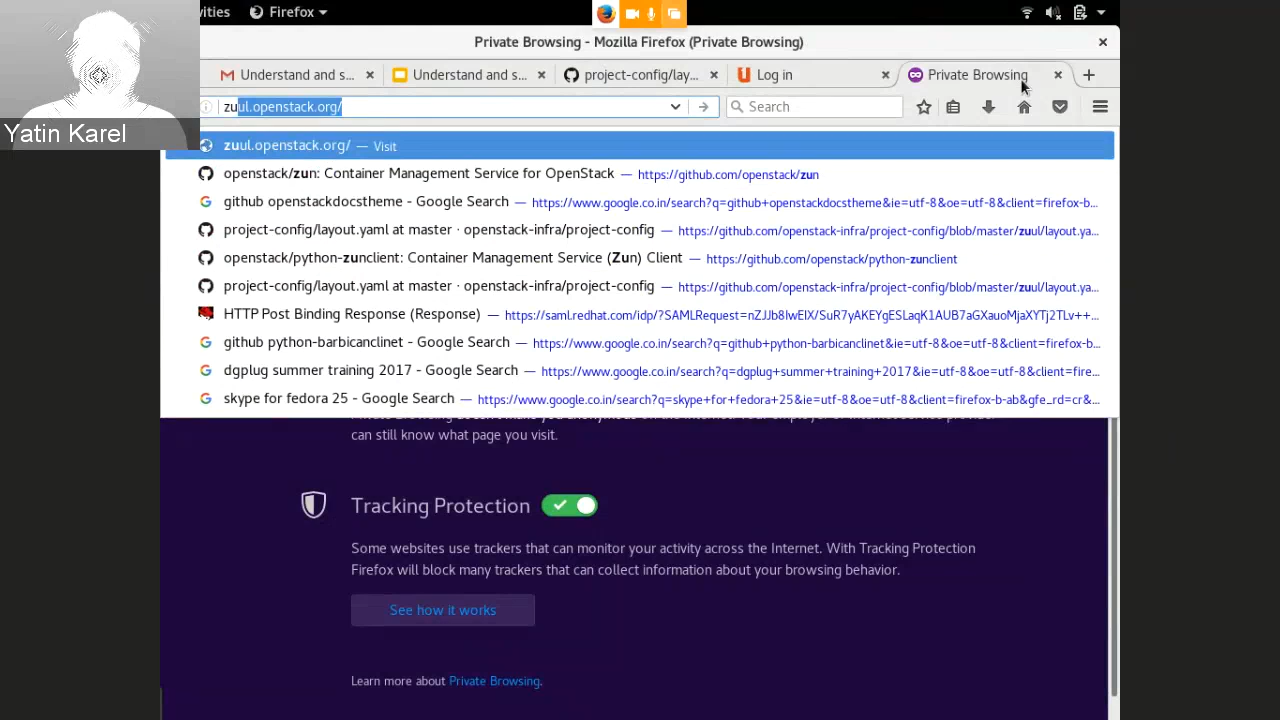 vities Firefox
Private Browsing - Mozilla Firefox (Private Browsing)
Understand and s... Understand and s... project-config/lay... Log in Private Browsing
Yatin Karel
zuul.openstack.org/ Search
zuul.openstack.org/ — Visit
openstack/zun: Container Management Service for OpenStack — https://github.com/openstack/zun
github openstackdocstheme - Google Search — https://www.google.co.in/search?q=github+openstackdocstheme&ie=utf-8&oe=utf-8&client=firefox-b...
project-config/layout.yaml at master · openstack-infra/project-config — https://github.com/openstack-infra/project-config/blob/master/zuul/layout.ya...
openstack/python-zunclient: Container Management Service (Zun) Client — https://github.com/openstack/python-zunclient
project-config/layout.yaml at master · openstack-infra/project-config — https://github.com/openstack-infra/project-config/blob/master/zuul/layout.ya...
HTTP Post Binding Response (Response) — https://saml.redhat.com/idp/?SAMLRequest=nZJJb8IwEIX/SuR7yAKEYgESLaqK1AUB7aGXauoMjaXYTj2TLv++...
github python-barbicanclinet - Google Search — https://www.google.co.in/search?q=github+python-barbicanclinet&ie=utf-8&oe=utf-8&client=firefox-b...
dgplug summer training 2017 - Google Search — https://www.google.co.in/search?q=dgplug+summer+training+2017&ie=utf-8&oe=utf-8&client=fire...
skype for fedora 25 - Google Search — https://www.google.co.in/search?q=skype+for+fedora+25&ie=utf-8&oe=utf-8&client=firefox-b-ab&gfe_rd=cr&...
can still know what page you visit.
Tracking Protection
Some websites use trackers that can monitor your activity across the Internet. With Tracking Protection
Firefox will block many trackers that can collect information about your browsing behavior.
See how it works
Learn more about Private Browsing.